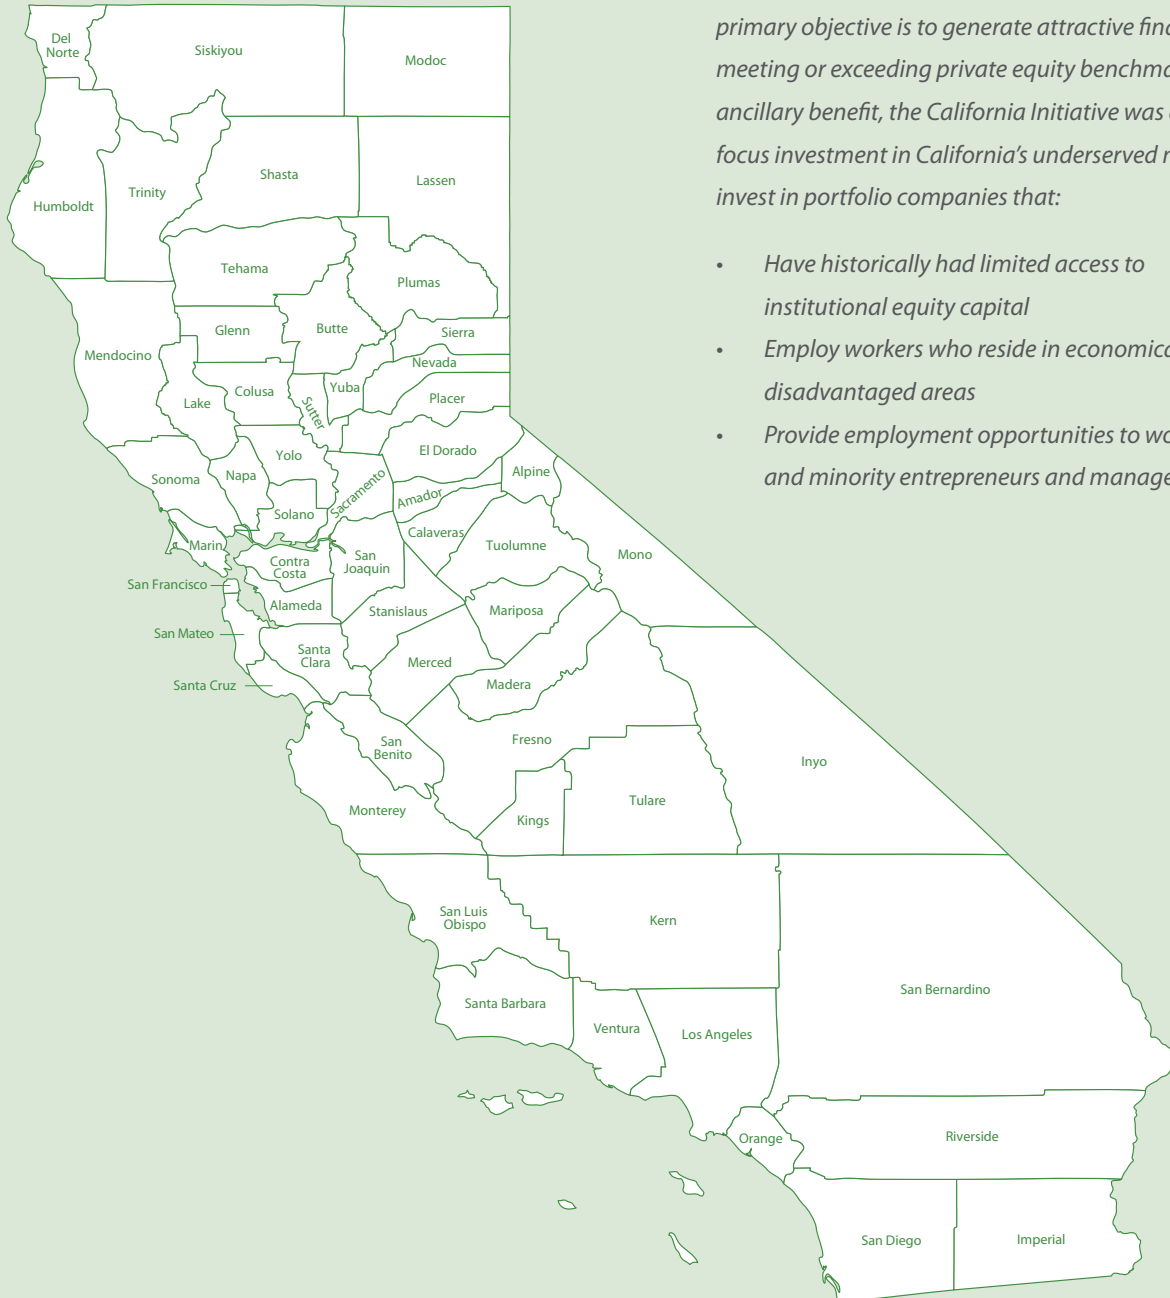 primary objective is to generate attractive
meeting or exceeding private equity
ancillary benefit, the California Initiative was
focus investment in California's underserved
invest in portfolio companies that:
• Have historically had limited access to
institutional equity capital
• Employ workers who reside in
disadvantaged areas
• Provide employment opportunities to
and minority entrepreneurs and
Del
Norte
Siskiyou
Modoc
Humboldt
Trinity
Shasta
Lassen
Tehama
Plumas
Mendocino
Glenn
Butte
Sierra
Nevada
Lake
Colusa
Sutter
Yuba
Placer
Sonoma
Napa
Yolo
Sacramento
El Dorado
Alpine
Solano
Amador
Marin
Calaveras
Tuolumne
Mono
Contra
Costa
San
Joaquin
San Francisco
Alameda
Stanislaus
Mariposa
San Mateo
Santa
Clara
Merced
Santa Cruz
Madera
San
Benito
Fresno
Inyo
Monterey
Kings
Tulare
San Luis
Obispo
Kern
Santa Barbara
Ventura
Los Angeles
San Bernardino
Orange
Riverside
San Diego
Imperial